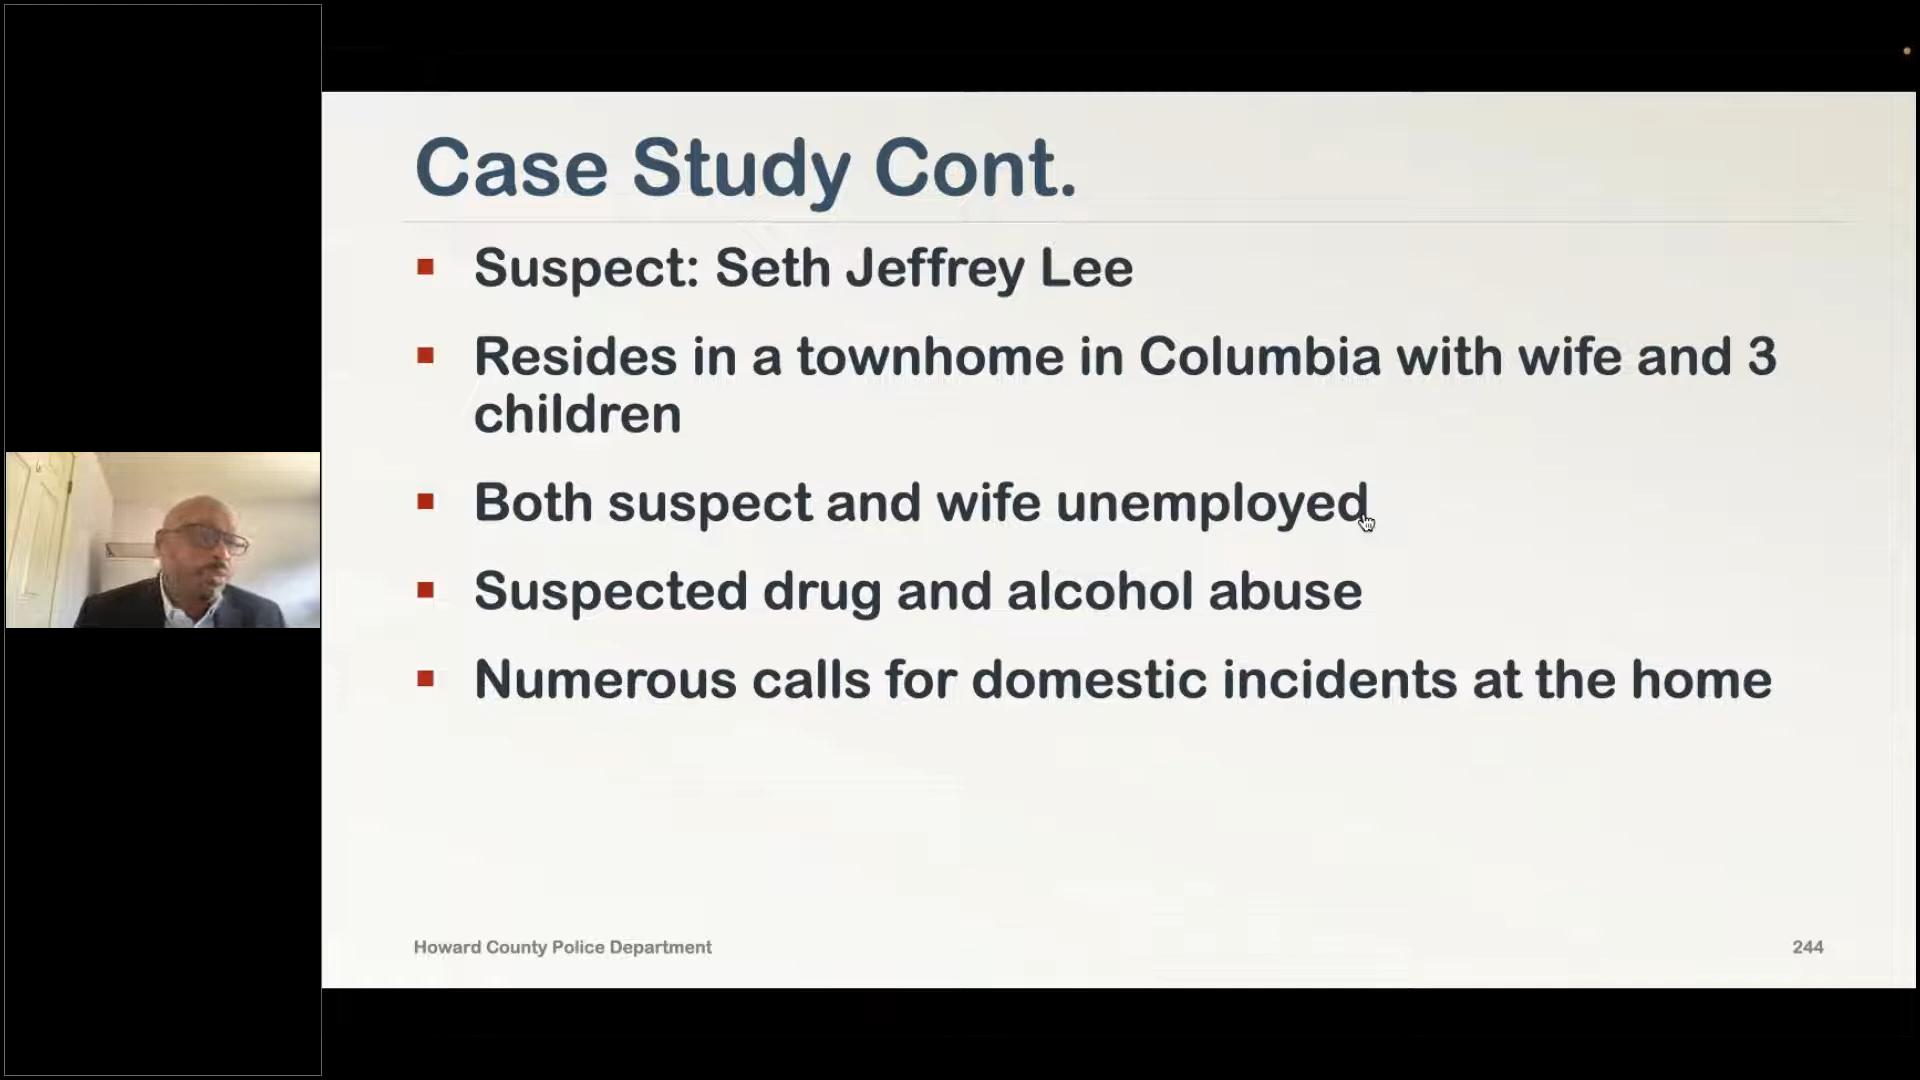 Case Study Cont.
Suspect: Seth Jeffrey Lee
Resides in a townhome in Columbia with wife and 3
children
Both suspect and wife unemployed
Suspected drug and alcohol abuse
Numerous calls for domestic incidents at the home
Howard County Police Department
244